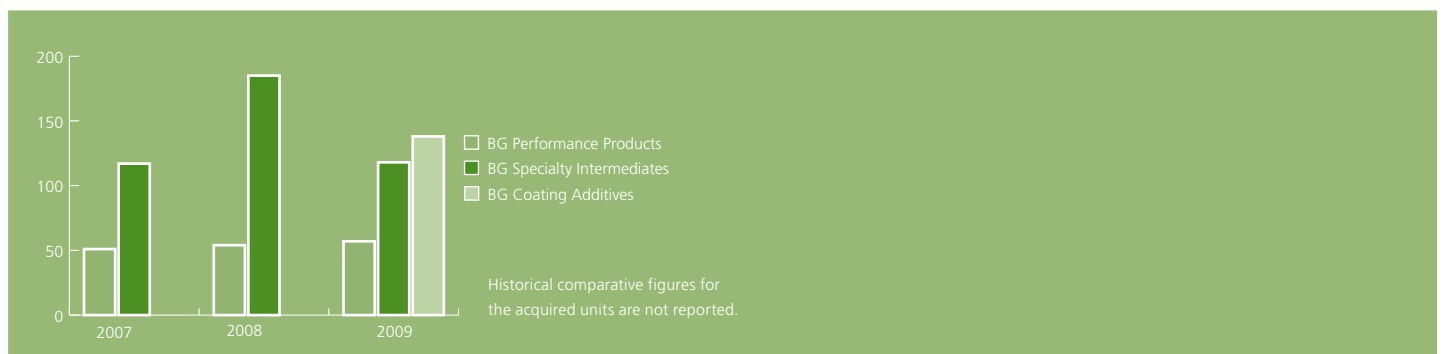 200
150
100
50
0
2007
2008
2009
BG Performance Products
BG Specialty Intermediates
BG Coating Additives
Historical comparative figures for
the acquired units are not reported.